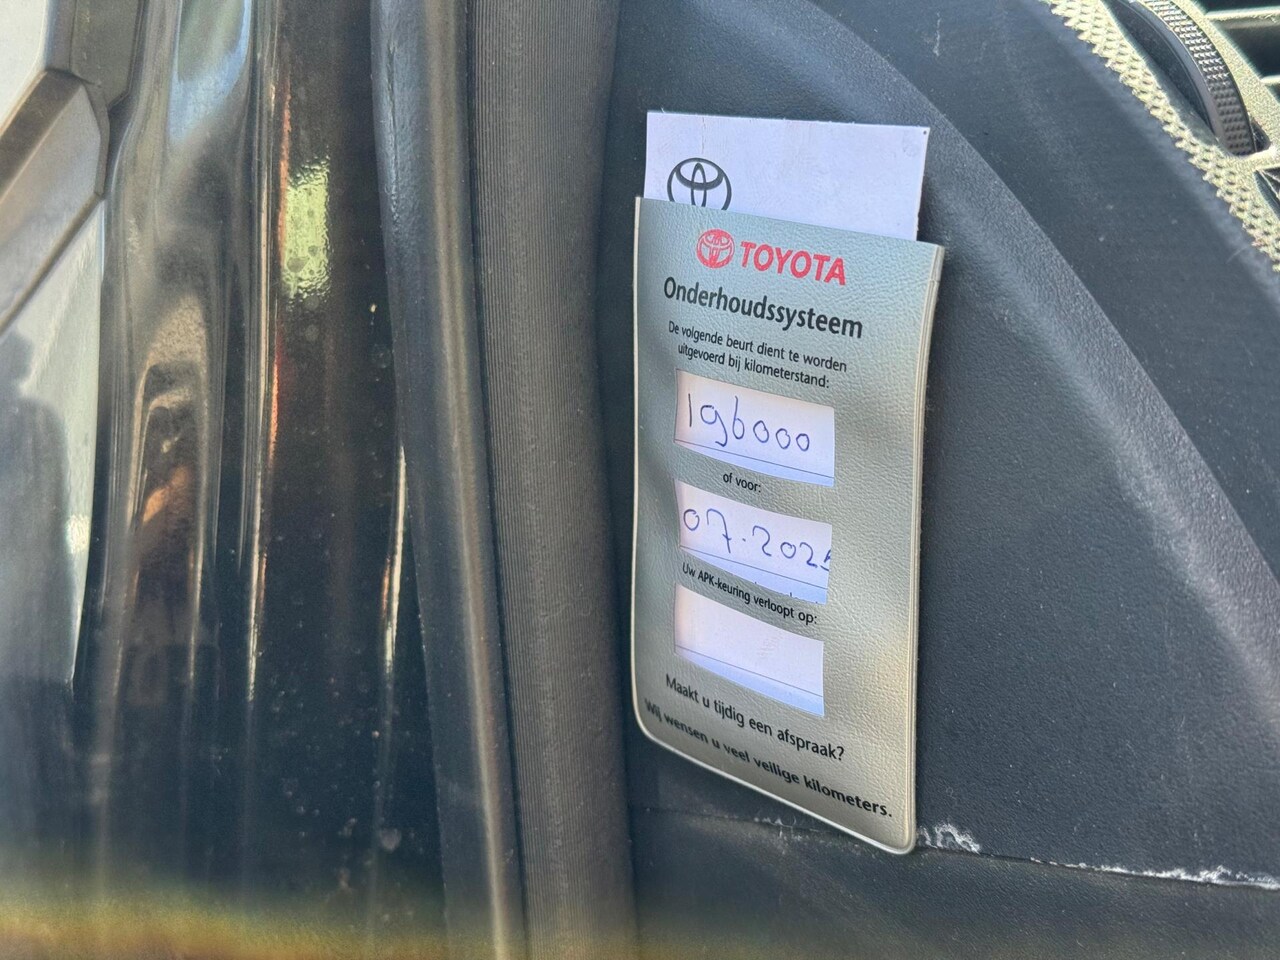 TOYOTA
Onderhoudssysteem
De volgende beurt dient te worden
uitgevoerd bij kilometerstand:
196000
of voor:
07.2025
Uw APK-keuring verloopt op:
Maakt u tijdig een afspraak?
Wij wensen u veel veilige kilometers.